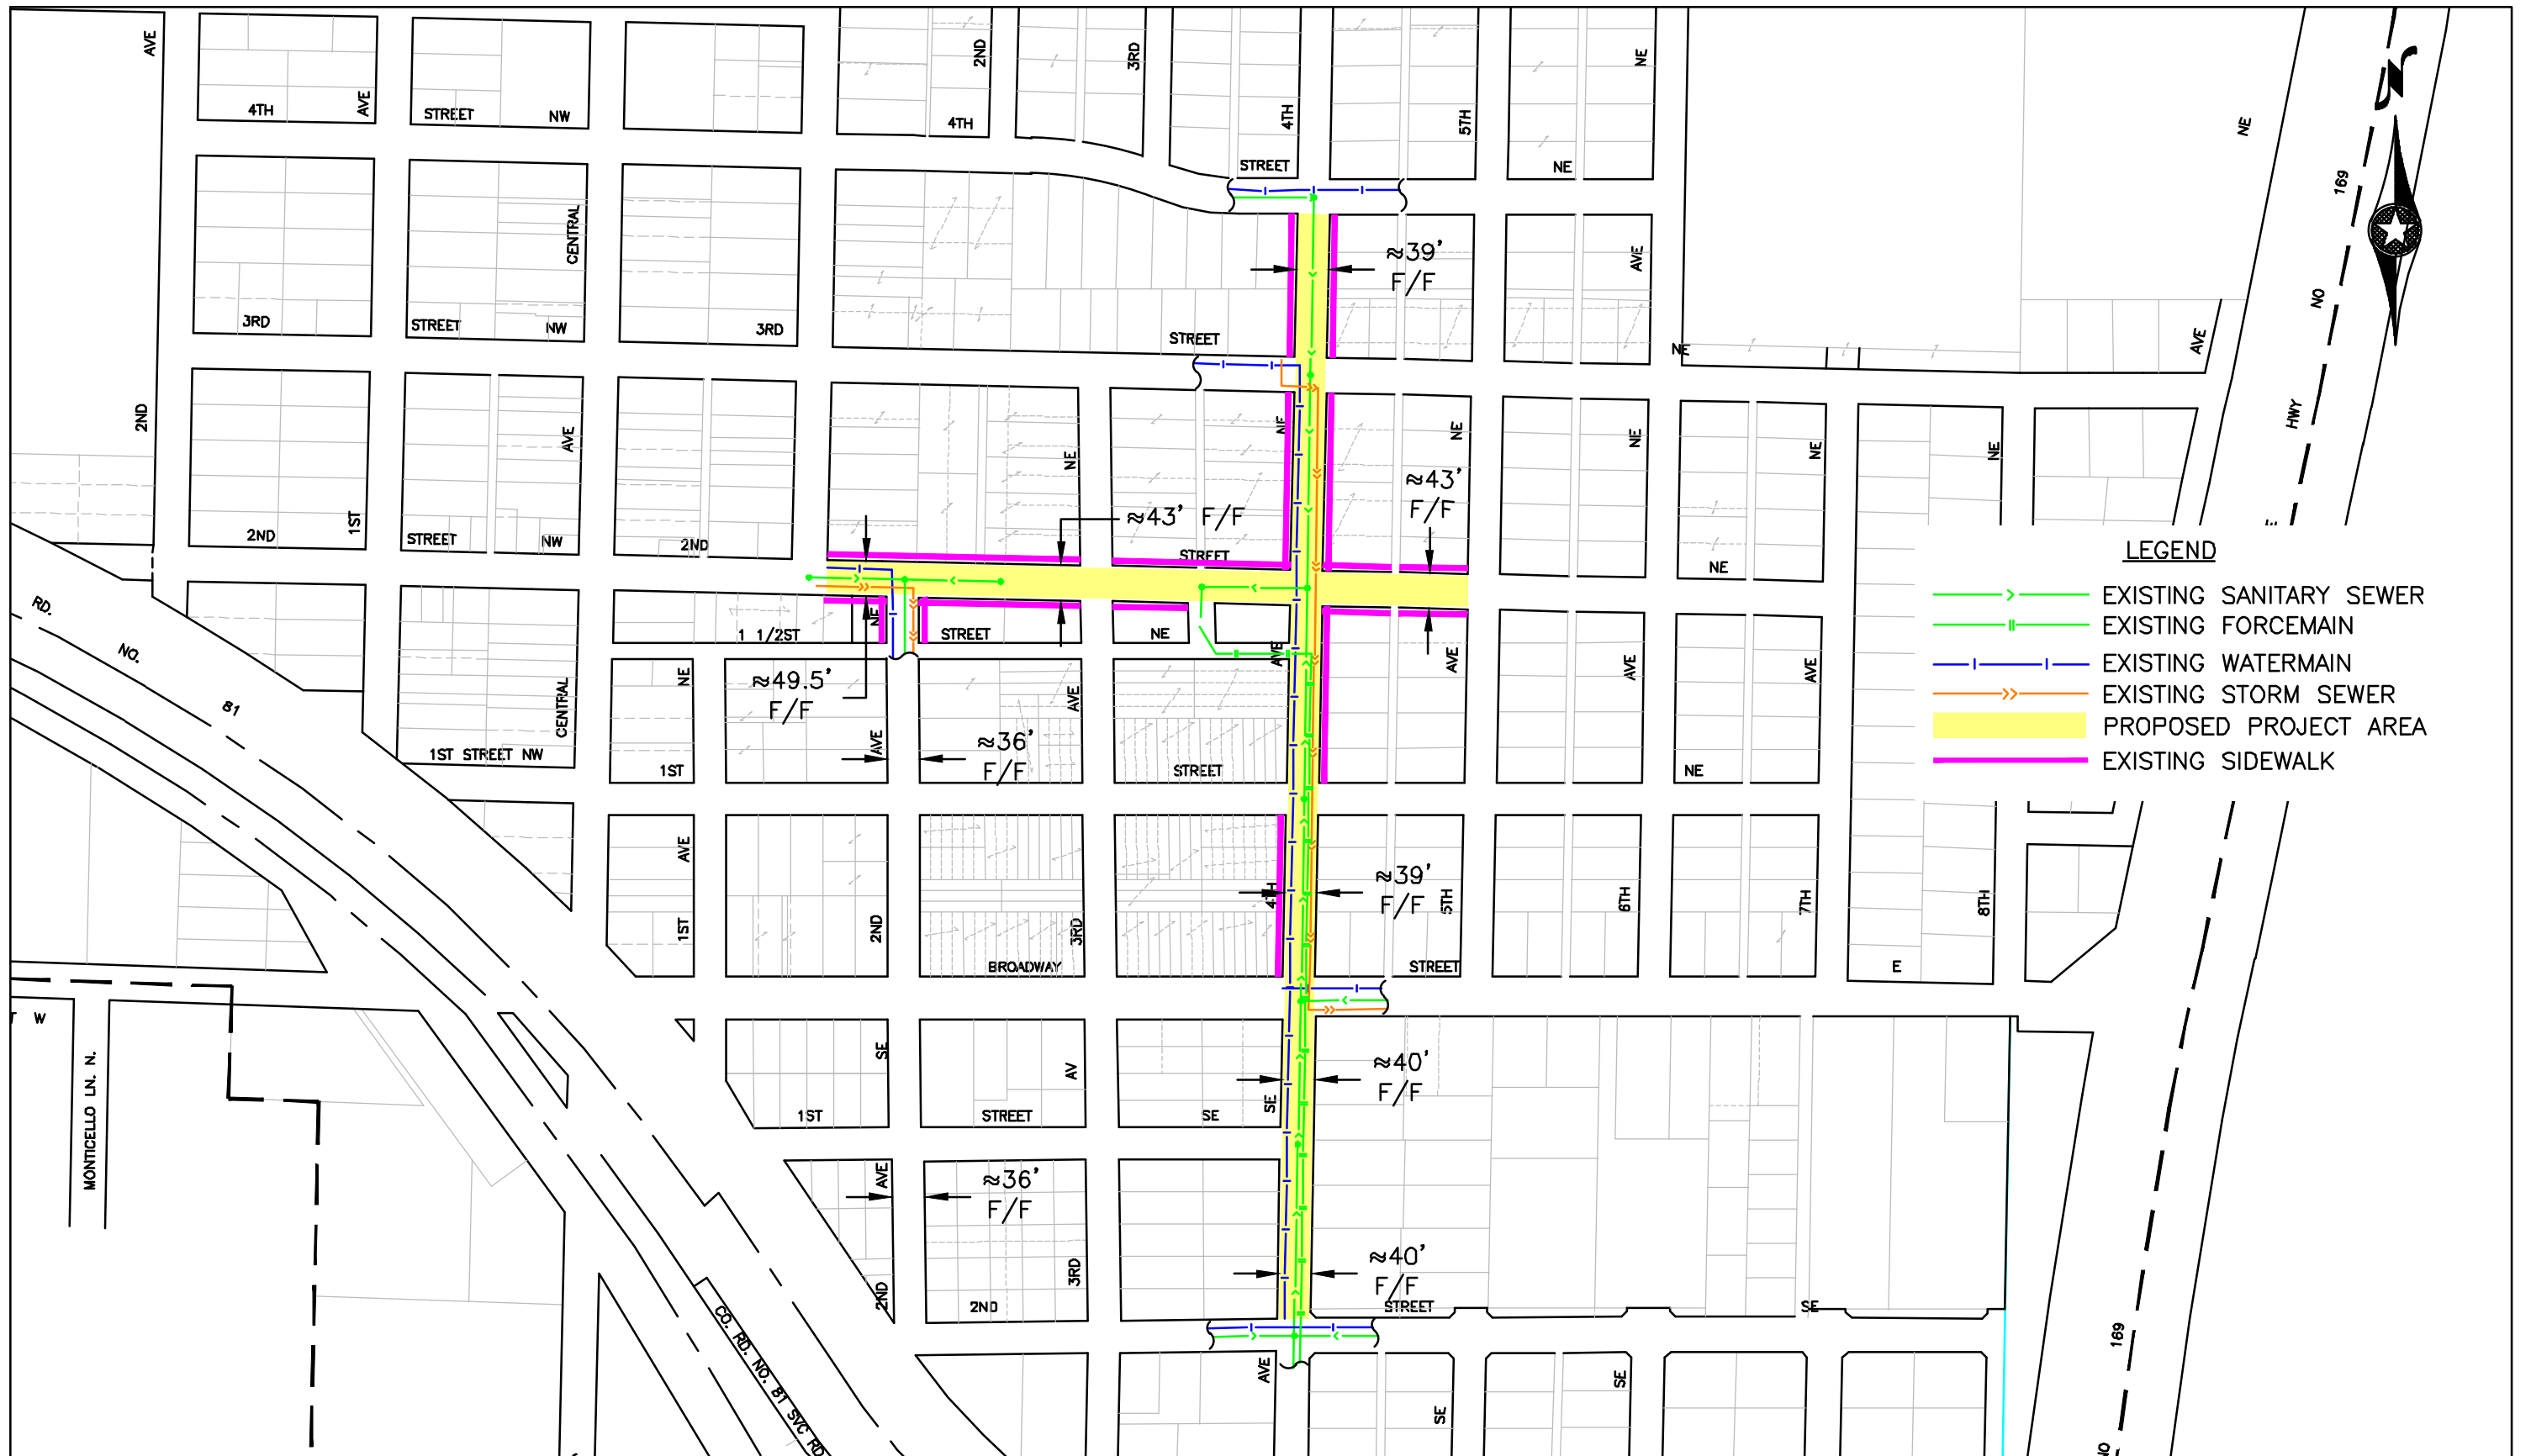 AVE
2ND
3RD
NE
4TH
AVE
STREET
NW
4TH
4TH
5TH
STREET
NE
NE
169
CENTRAL
≈39'
F/F
AVE
NO
3RD
STREET
NW
3RD
STREET
NE
AVE
HWY
2ND
AVE
NE
NE
NE
NE
NE
NE
≈43'
F/F
1ST
2ND
STREET
NW
2ND
≈43' F/F
STREET
NE
LEGEND
EXISTING SANITARY SEWER
EXISTING FORCEMAIN
EXISTING WATERMAIN
EXISTING STORM SEWER
PROPOSED PROJECT AREA
EXISTING SIDEWALK
RD.
NO.
81
NE
1 1/2ST
STREET
NE
AVE
AVE
AVE
AVE
NE
≈49.5'
F/F
AVE
CENTRAL
1ST STREET NW
1ST
AVE
≈36'
F/F
STREET
NE
AVE
1ST
2ND
3RD
4TH
≈39'
F/F
5TH
6TH
7TH
8TH
BROADWAY
STREET
E
T W
MONTICELLO LN. N.
SE
AV
SE
≈40'
F/F
1ST
STREET
SE
AVE
≈36'
F/F
2ND
2ND
3RD
≈40'
F/F
STREET
SE
CO. RD. NO. 81 SVC RD
AVE
SE
SE
169
NO